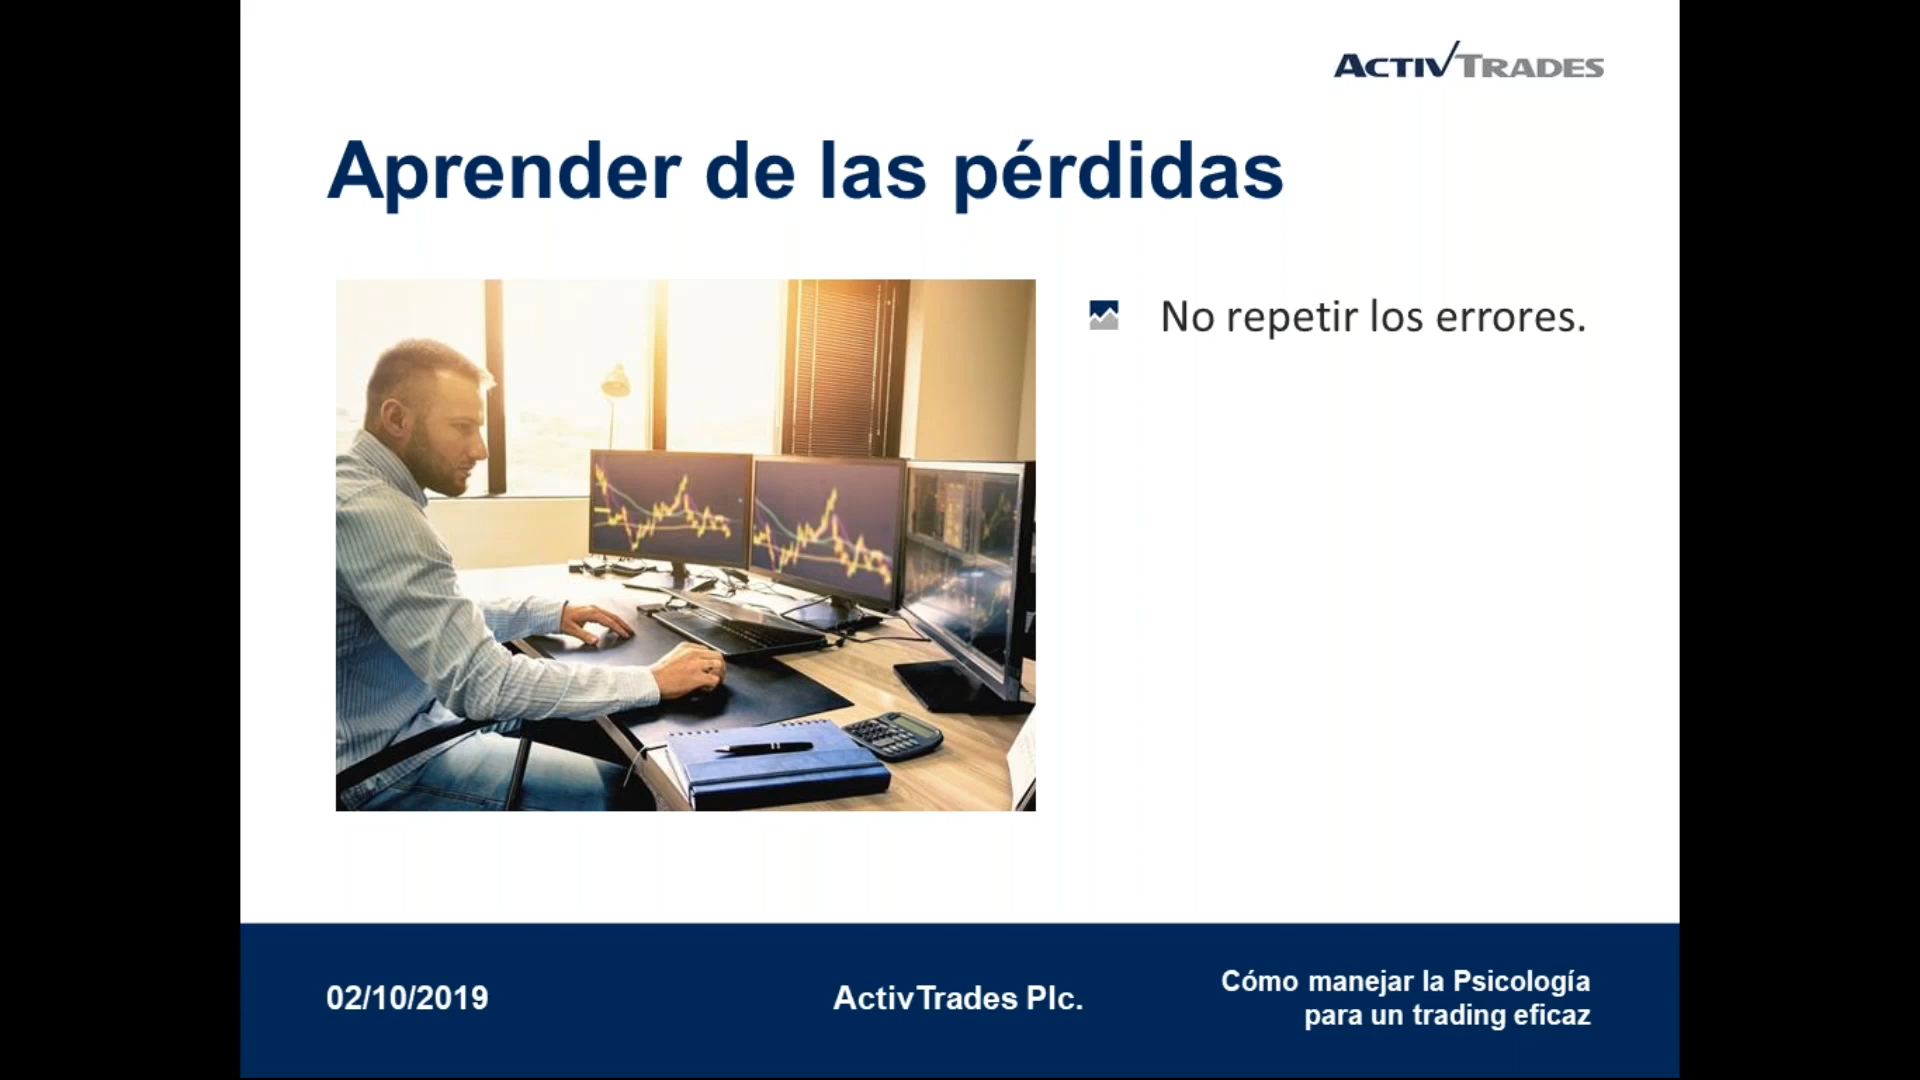 ACTIVTRADES
Aprender de las pérdidas
No repetir los errores.
02/10/2019
ActivTrades Plc.
Cómo manejar la Psicología
para un trading eficaz